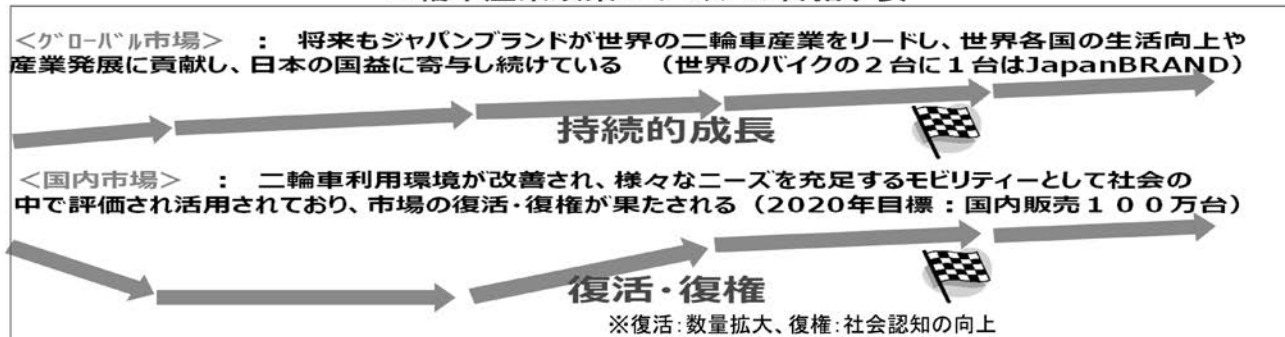 <グローバル市場> : 将来もジャパンブランドが世界の二輪車産業をリードし、世界各国の生活向上や
産業発展に貢献し、日本の国益に寄与し続けている (世界のバイクの2台に1台はJapanBRAND)
持続的成長
<国内市場> : 二輪車利用環境が改善され、様々なニーズを充足するモビリティーとして社会の
中で評価され活用されており、市場の復活・復権が果たされる (2020年目標:国内販売100万台)
復活・復権
※復活:数量拡大、復権:社会認知の向上